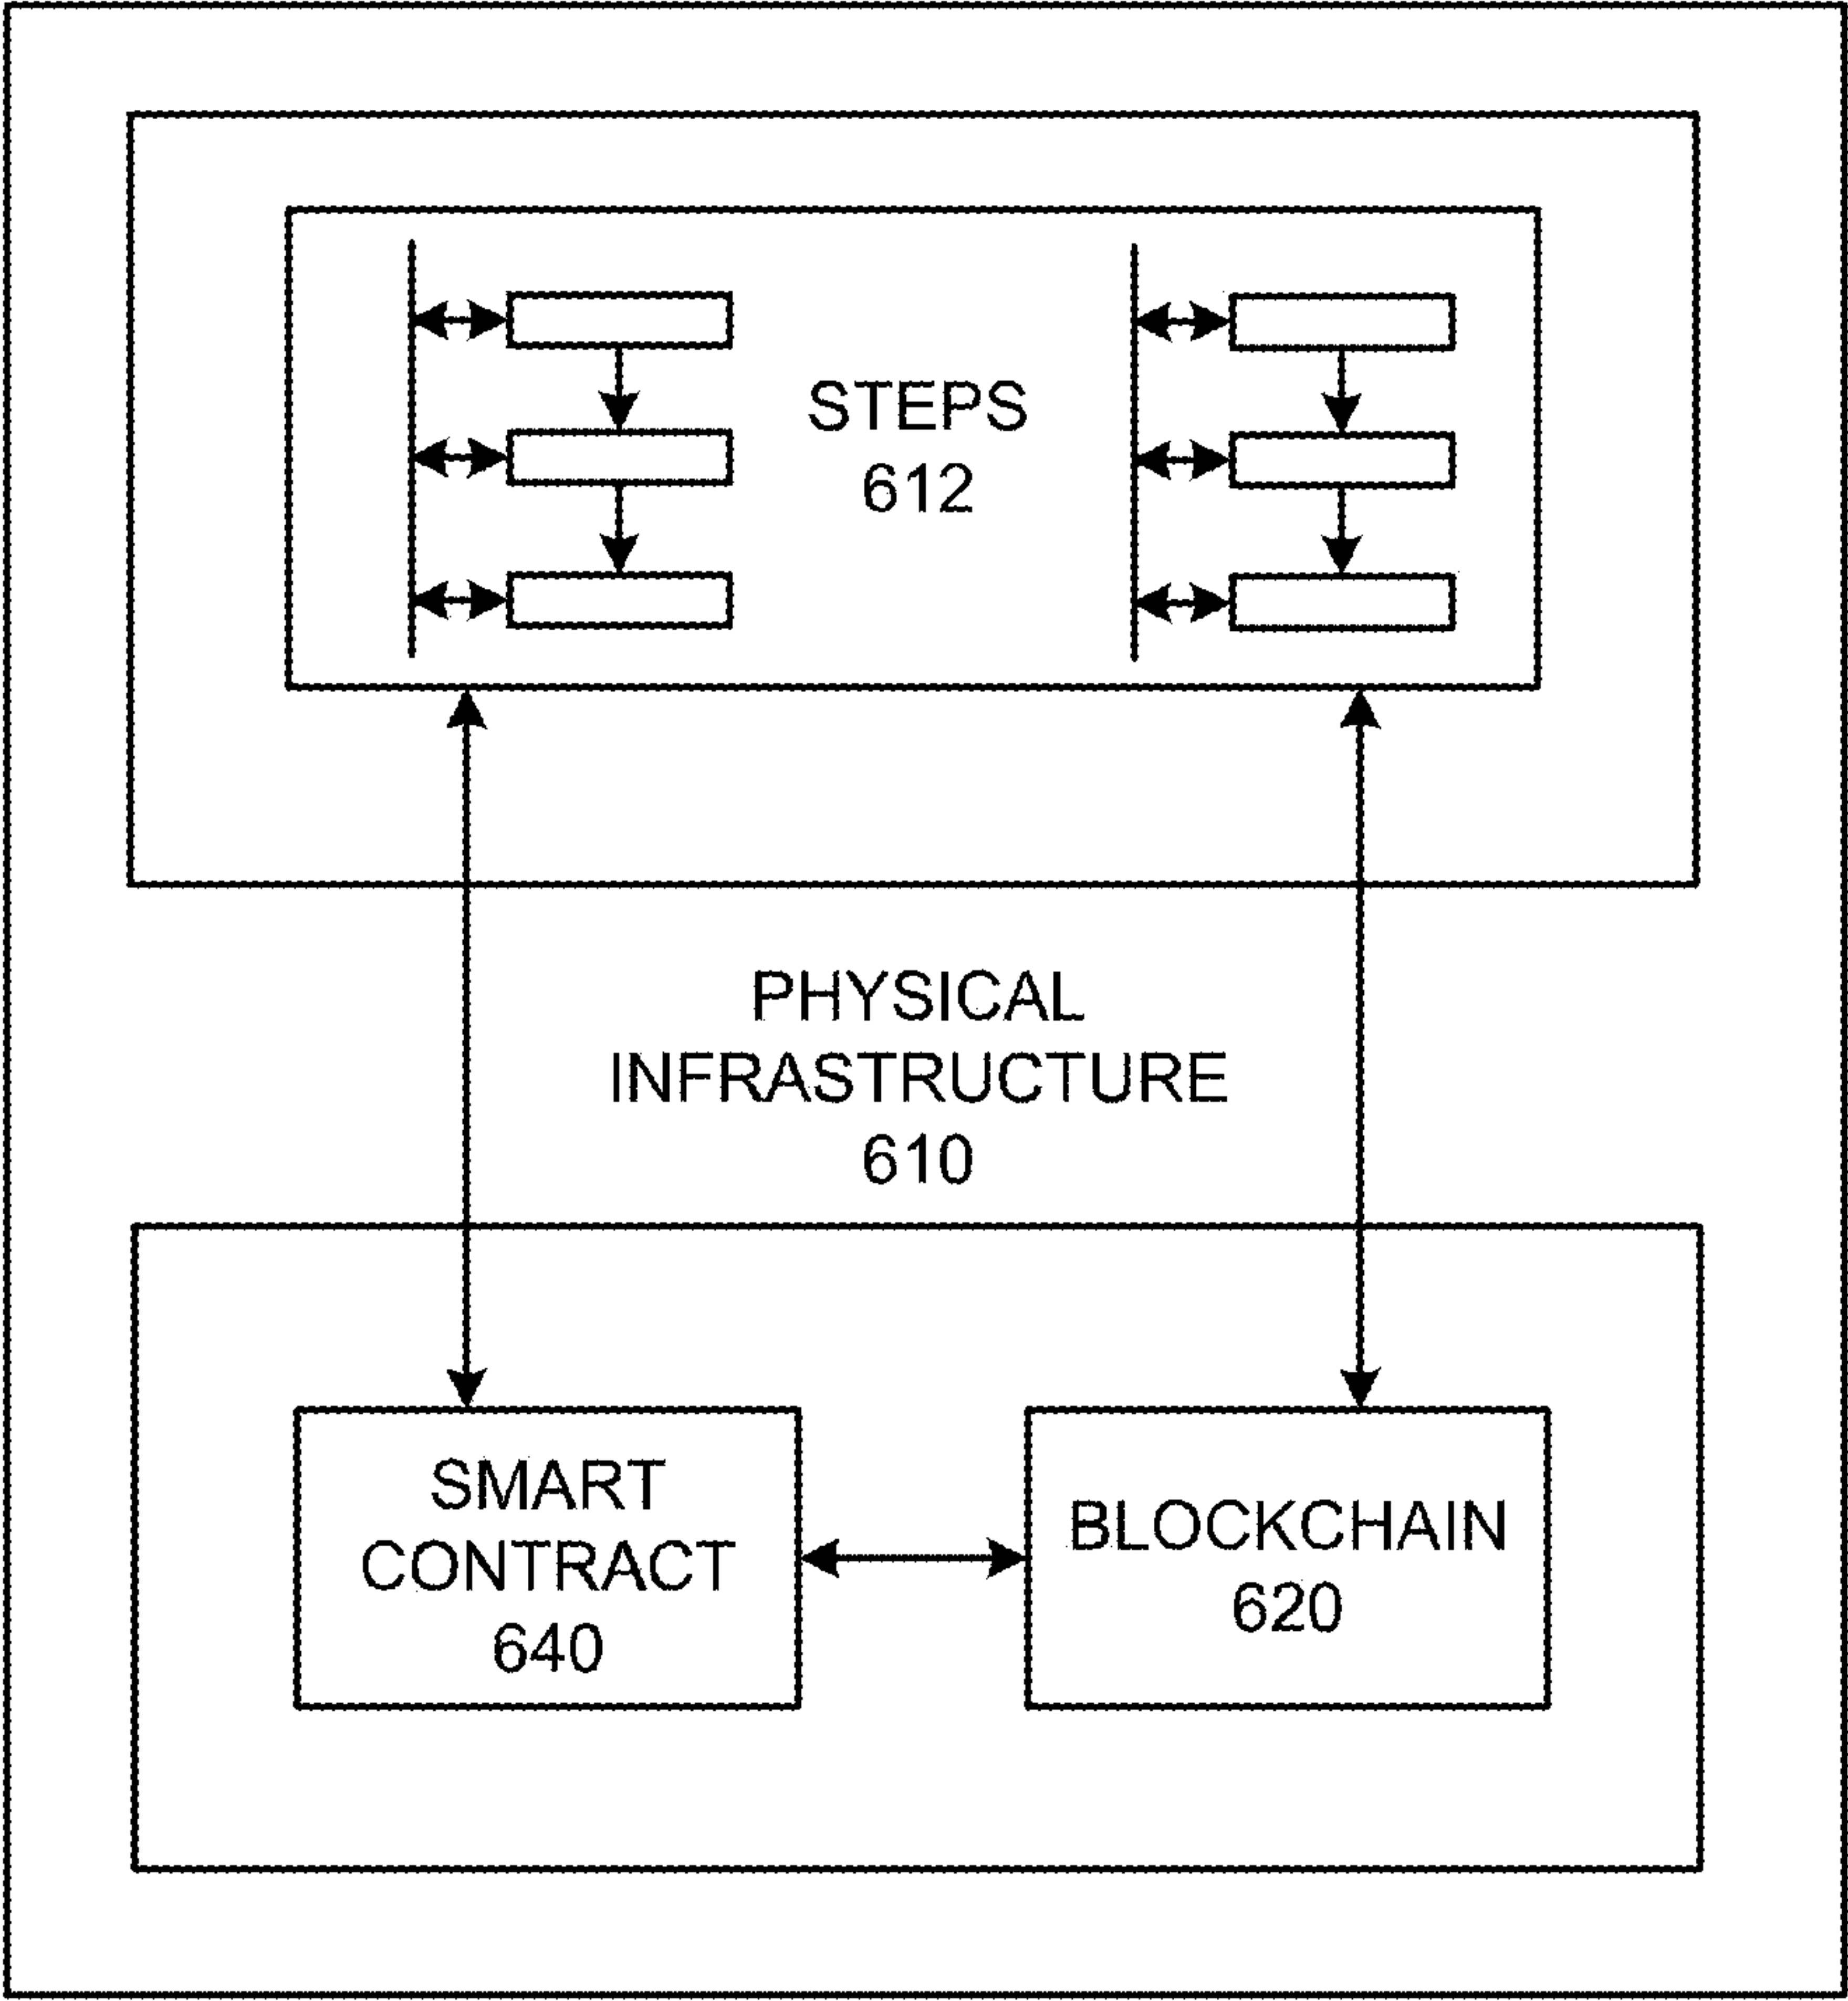 STEPS
612
PHYSICAL
INFRASTRUCTURE
610
SMART
CONTRACT
640
BLOCKCHAIN
620